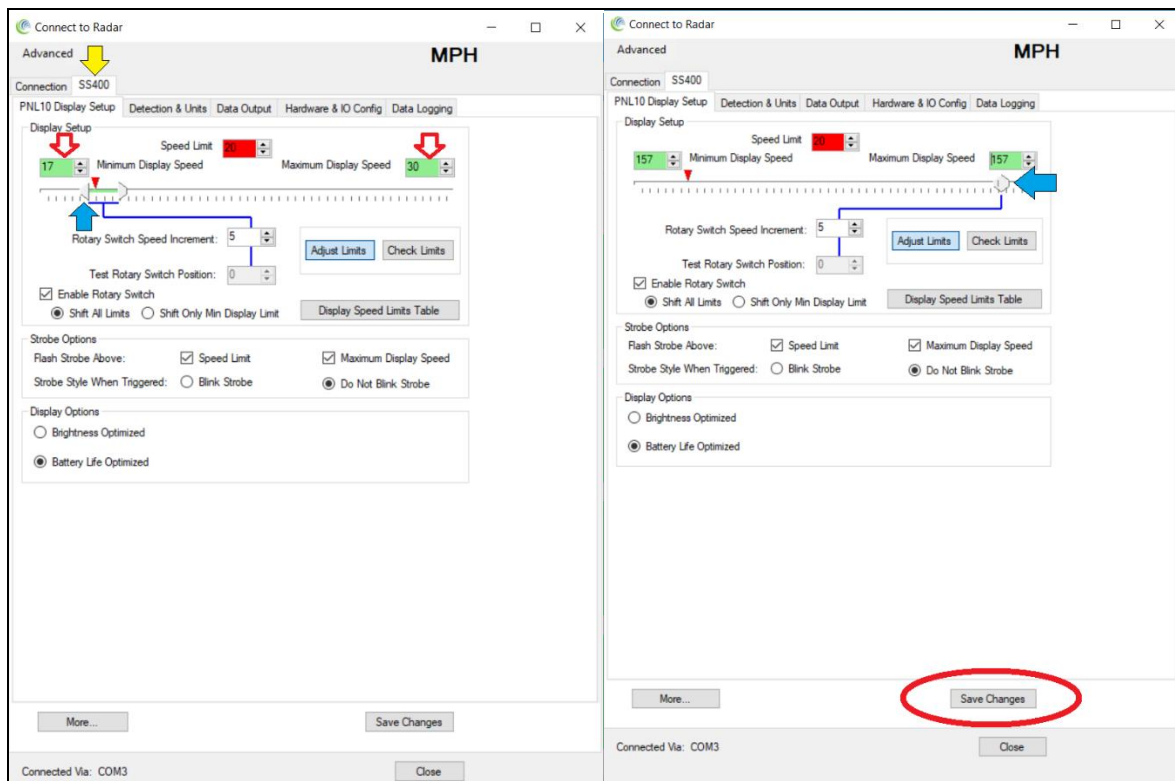 Connect to Radar
Advanced
MPH
Connection SS400
PNL10 Display Setup Detection & Units Data Output Hardware & IO Config Data Logging
Display Setup
Speed Limit 20
17 Minimum Display Speed Maximum Display Speed 30
Rotary Switch Speed Increment: 5
Adjust Limits Check Limits
Test Rotary Switch Position: 0
Enable Rotary Switch
Shift All Limits Shift Only Min Display Limit Display Speed Limits Table
Strobe Options
Flash Strobe Above: Speed Limit Maximum Display Speed
Strobe Style When Triggered: Blink Strobe Do Not Blink Strobe
Display Options
Brightness Optimized
Battery Life Optimized
More... Save Changes
Connected Via: COM3 Close
Connect to Radar
Advanced
MPH
Connection SS400
PNL10 Display Setup Detection & Units Data Output Hardware & IO Config Data Logging
Display Setup
Speed Limit 20
157 Minimum Display Speed Maximum Display Speed 157
Rotary Switch Speed Increment: 5
Adjust Limits Check Limits
Test Rotary Switch Position: 0
Enable Rotary Switch
Shift All Limits Shift Only Min Display Limit Display Speed Limits Table
Strobe Options
Flash Strobe Above: Speed Limit Maximum Display Speed
Strobe Style When Triggered: Blink Strobe Do Not Blink Strobe
Display Options
Brightness Optimized
Battery Life Optimized
More... Save Changes
Connected Via: COM3 Close